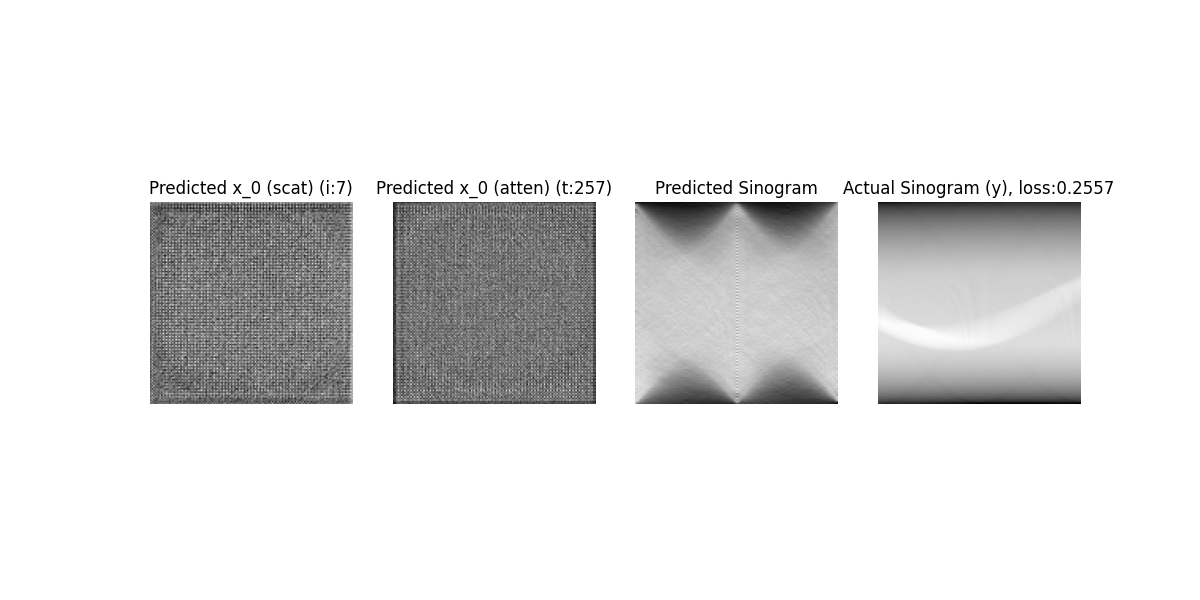 Predicted x_0 (scat) (i:7)
Predicted x_0 (atten) (t:257)
Predicted Sinogram
Actual Sinogram (y), loss:0.2557